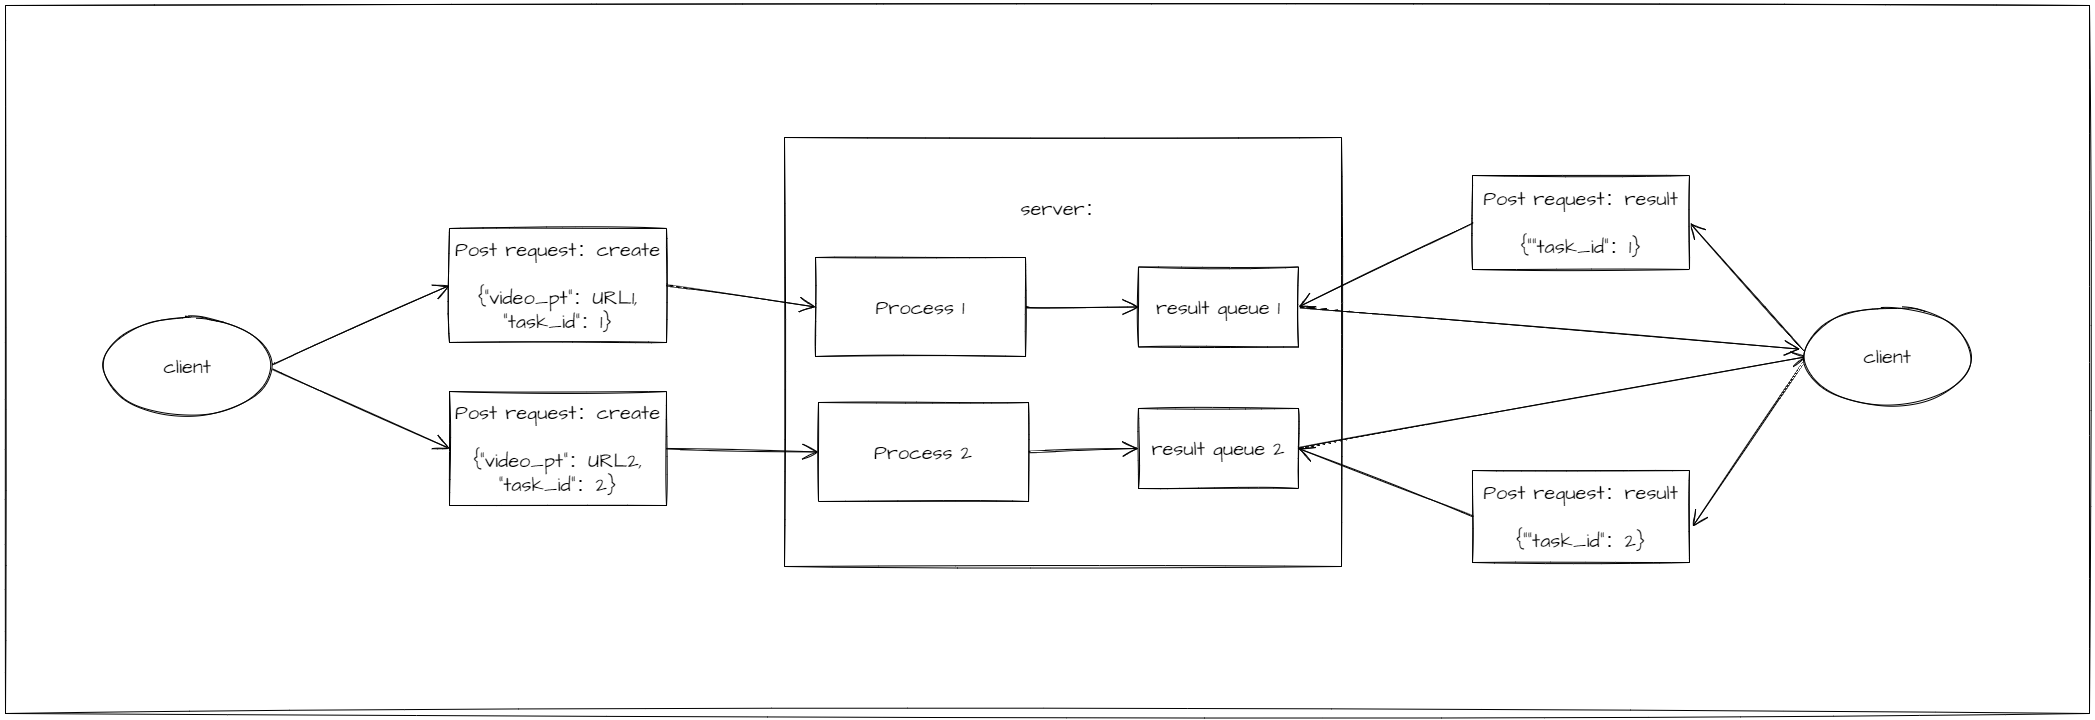 client
Post request: create
{"video_pt": URL1,
"task_id": 1}
Post request: create
{"video_pt": URL2,
"task_id": 2}
server:
Process 1
result queue 1
Process 2
result queue 2
Post request: result
{""task_id": 1}
Post request: result
{""task_id": 2}
client